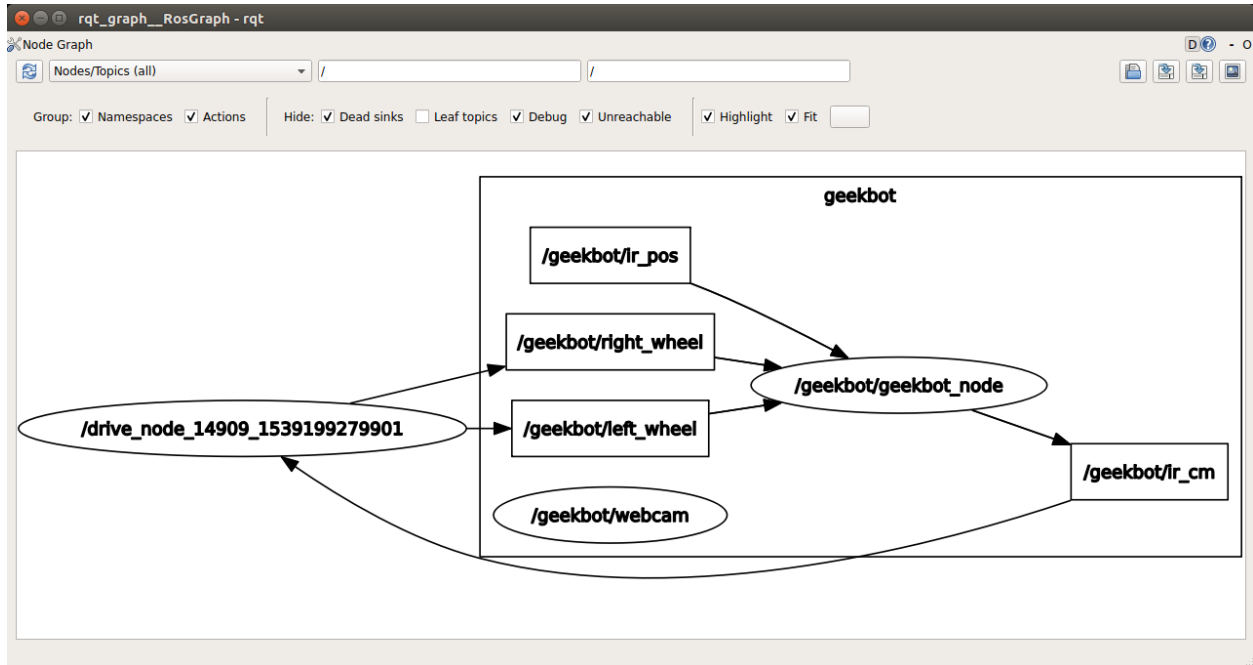 rqt_graph__RosGraph - rqt
Node Graph
D - O
Nodes/Topics (all) / /
Group: Namespaces Actions Hide: Dead sinks Leaf topics Debug Unreachable Highlight Fit
geekbot
/geekbot/ir_pos
/geekbot/right_wheel
/geekbot/geekbot_node
/drive_node_14909_1539199279901
/geekbot/left_wheel
/geekbot/ir_cm
/geekbot/webcam